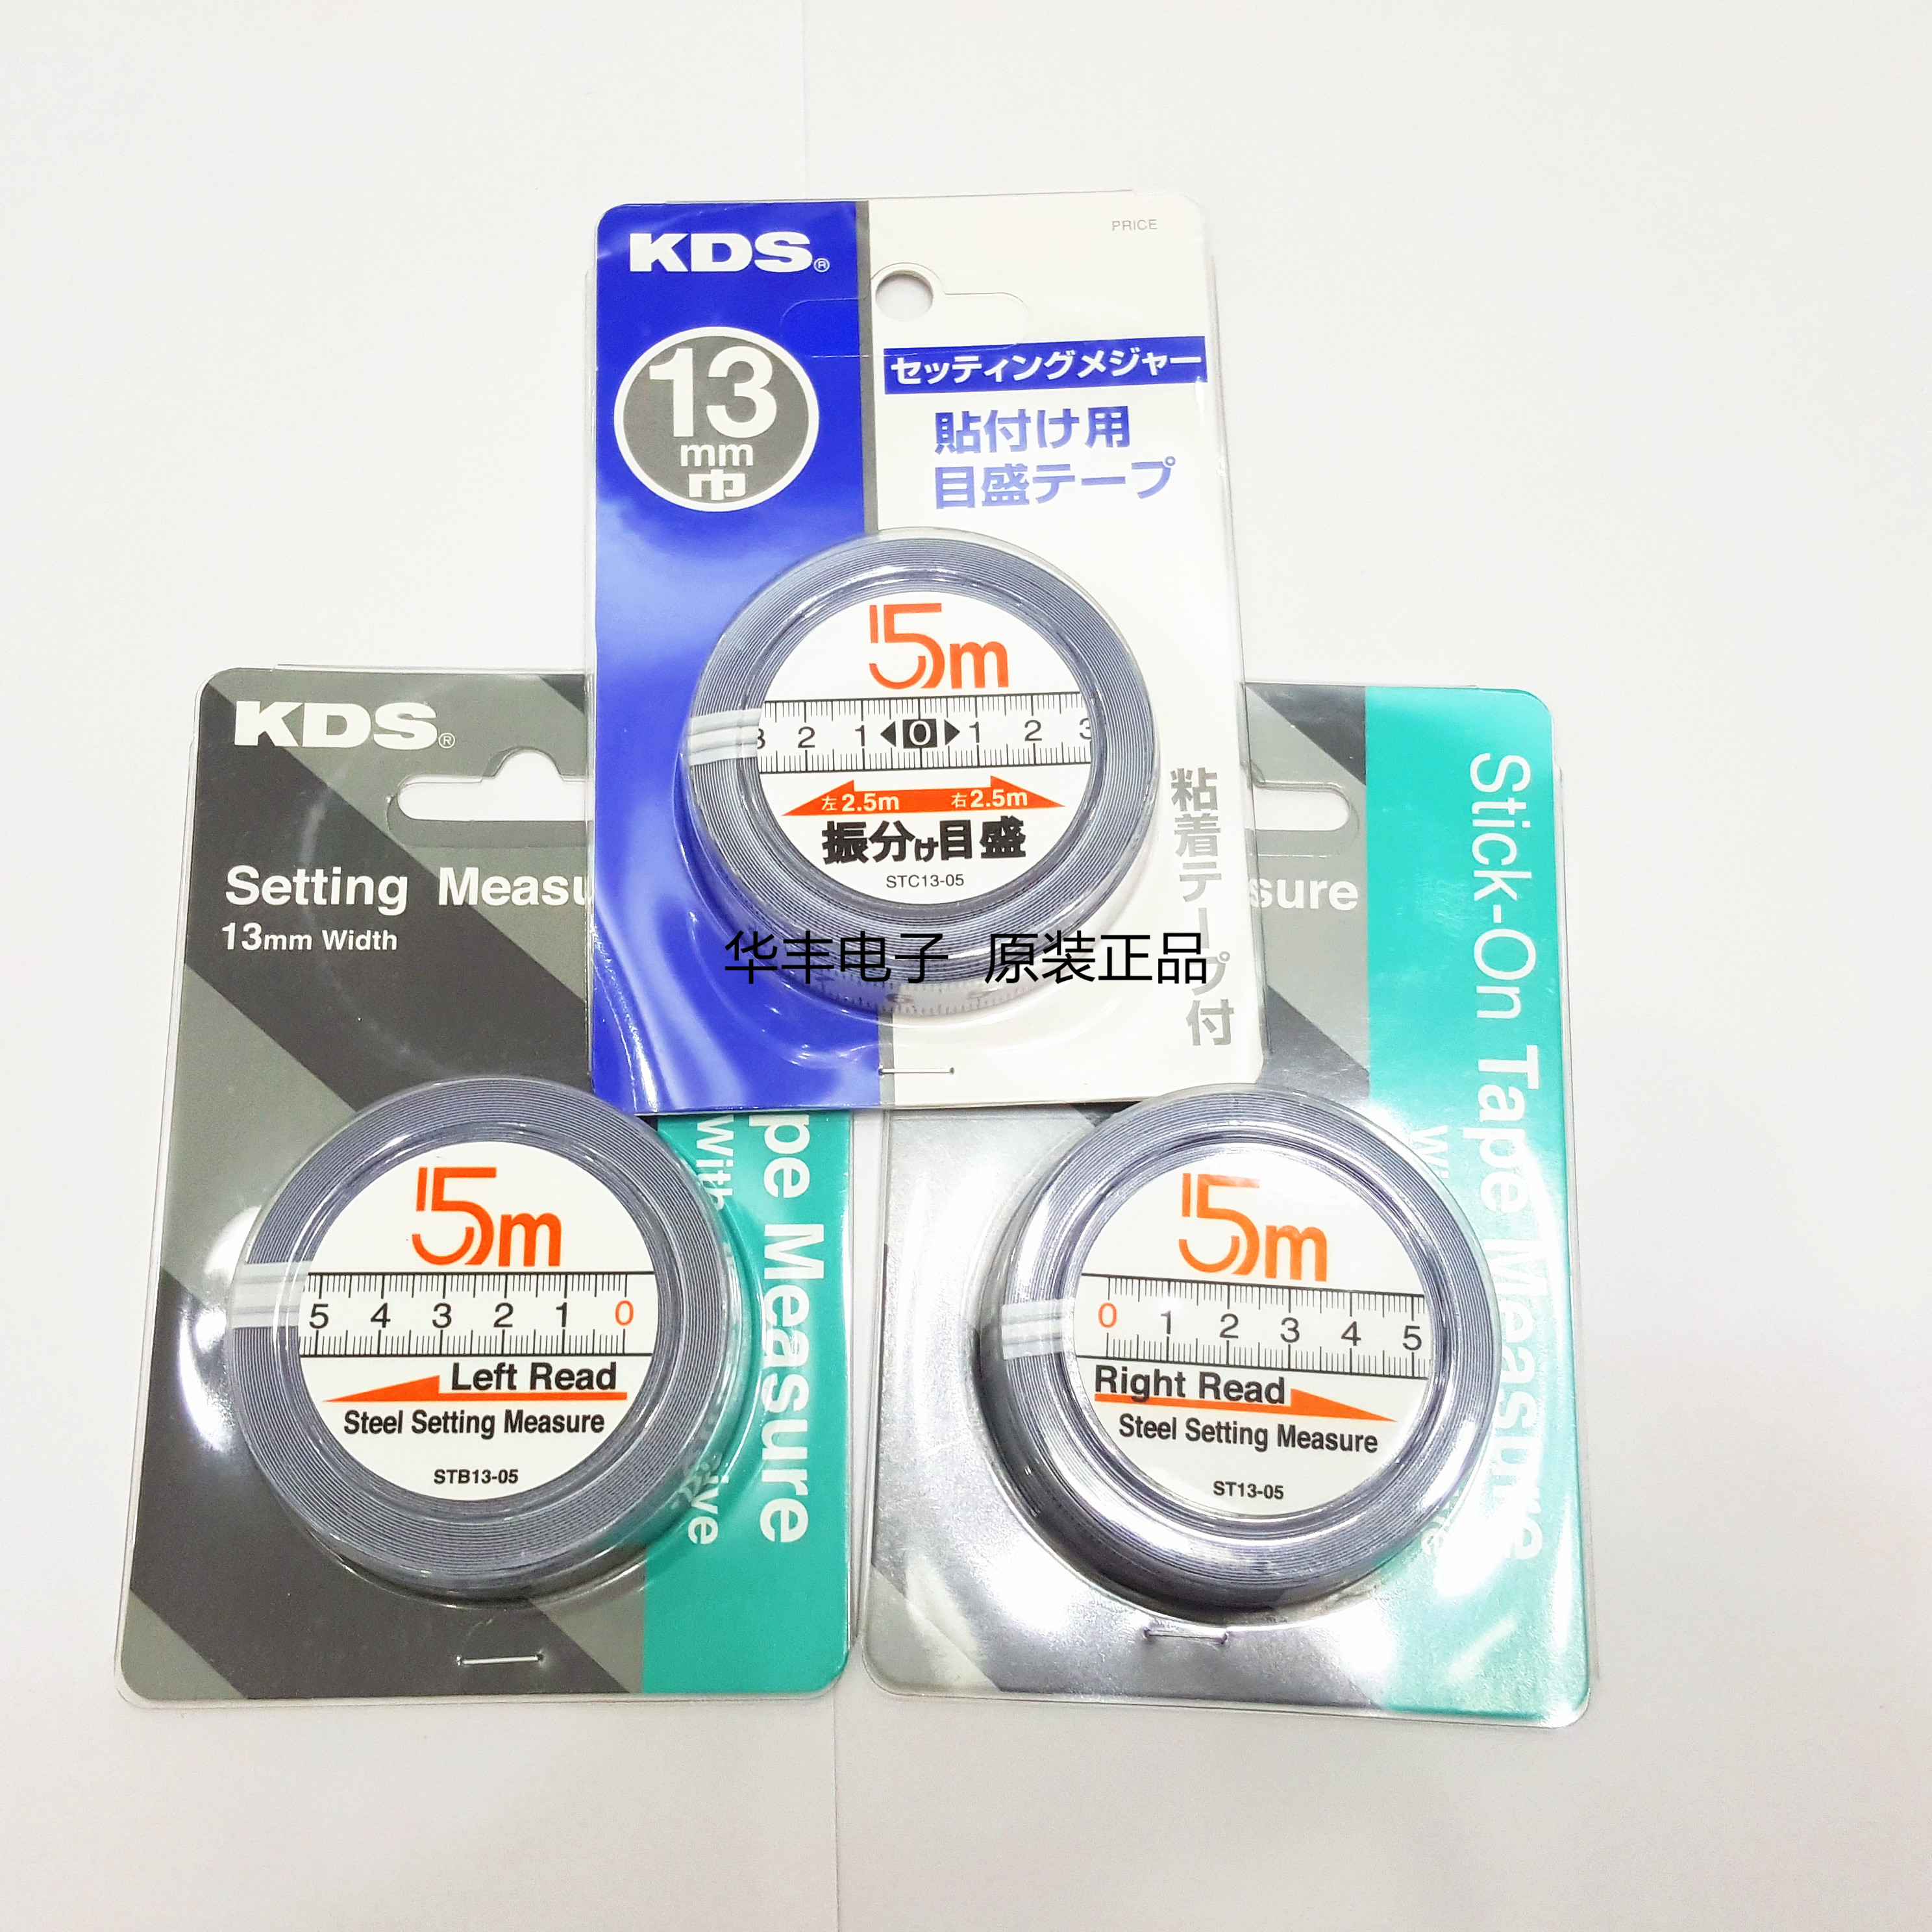 KDS®
PRICE
13
mm
巾
セッティングメジャー
貼付け用
目盛テープ
5m
3 2 1 0 1 2 3
左2.5m 右2.5m
振分け目盛
STC13-05
粘着テープ付
华丰电子 原装正品
KDS®
Setting Measu
13mm Width
pe Measure
With
ive
5m
5 4 3 2 1 0
Left Read
Steel Setting Measure
STB13-05
sure
Stick-On Tape Measure
5m
0 1 2 3 4 5
Right Read
Steel Setting Measure
ST13-05